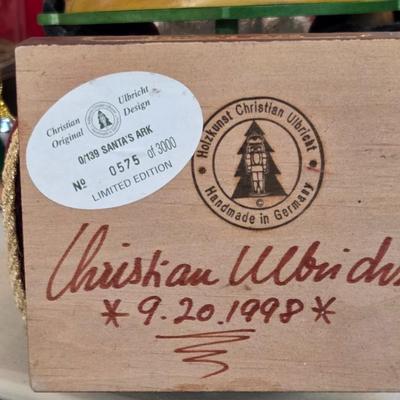 Christian Ulbricht
Original Design
0/139 SANTA'S ARK
Nº 0575 of 3000
LIMITED EDITION
Holzkunst Christian Ulbricht
Handmade in Germany
©
Christian Ulbrich
* 9.20.1998 *